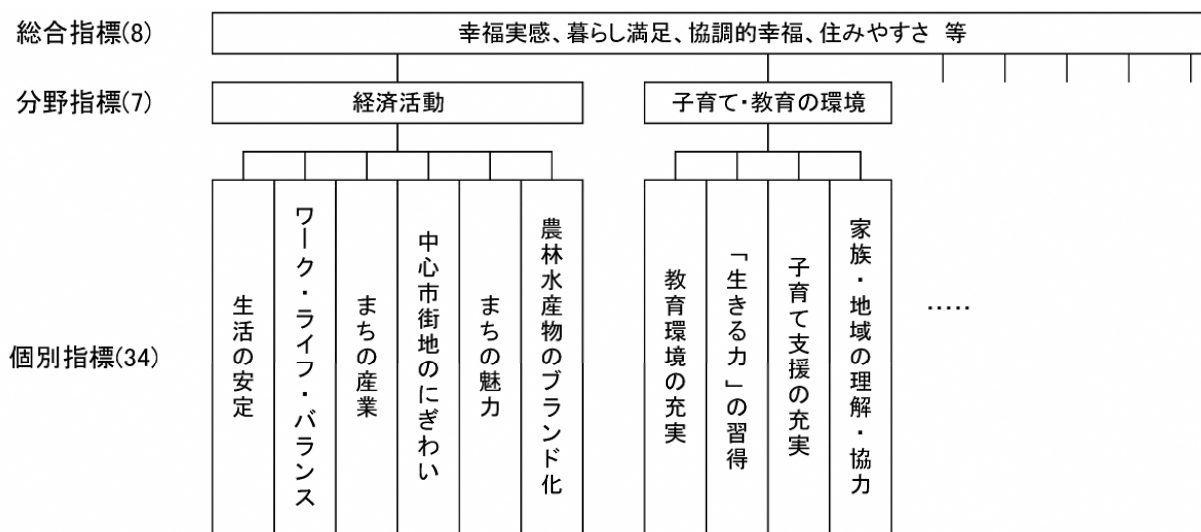 総合指標(8)
幸福実感、暮らし満足、協調的幸福、住みやすさ 等
分野指標(7)
経済活動
子育て・教育の環境
個別指標(34)
生活の安定
ワーク・ライフ・バランス
まちの産業
中心市街地のにぎわい
まちの魅力
農林水産物のブランド化
教育環境の充実
「生きる力」の習得
子育て支援の充実
家族・地域の理解・協力
.....